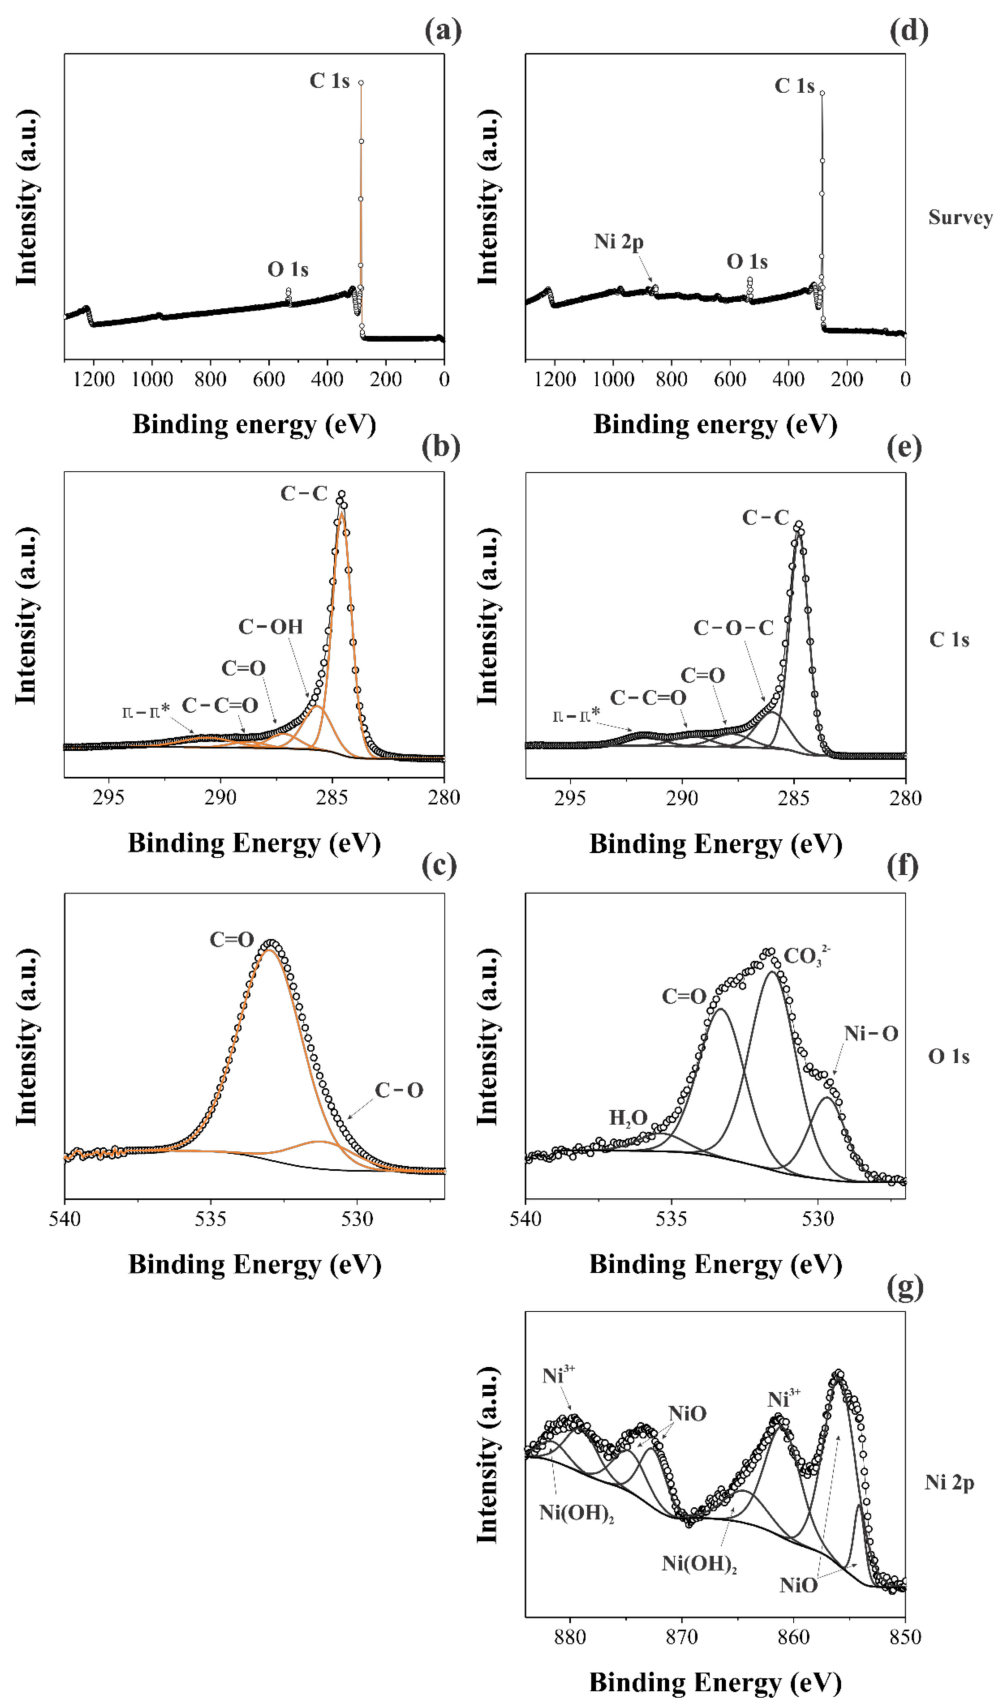 (a)
Intensity (a.u.)
C 1s
O 1s
1200 1000 800 600 400 200 0
Binding energy (eV)
(d)
Intensity (a.u.)
C 1s
Ni 2p
O 1s
1200 1000 800 600 400 200 0
Binding energy (eV)
Survey
(b)
Intensity (a.u.)
C−C
C−OH
C=O
C−C=O
π−π*
295 290 285 280
Binding Energy (eV)
(e)
Intensity (a.u.)
C−C
C−O−C
C=O
C−C=O
π−π*
295 290 285 280
Binding Energy (eV)
C 1s
(c)
Intensity (a.u.)
C=O
C−O
540 535 530
Binding Energy (eV)
(f)
Intensity (a.u.)
CO₃²⁻
C=O
Ni−O
H₂O
540 535 530
Binding Energy (eV)
O 1s
(g)
Intensity (a.u.)
Ni³⁺
NiO
Ni³⁺
Ni(OH)₂
Ni(OH)₂
NiO
880 870 860 850
Binding Energy (eV)
Ni 2p